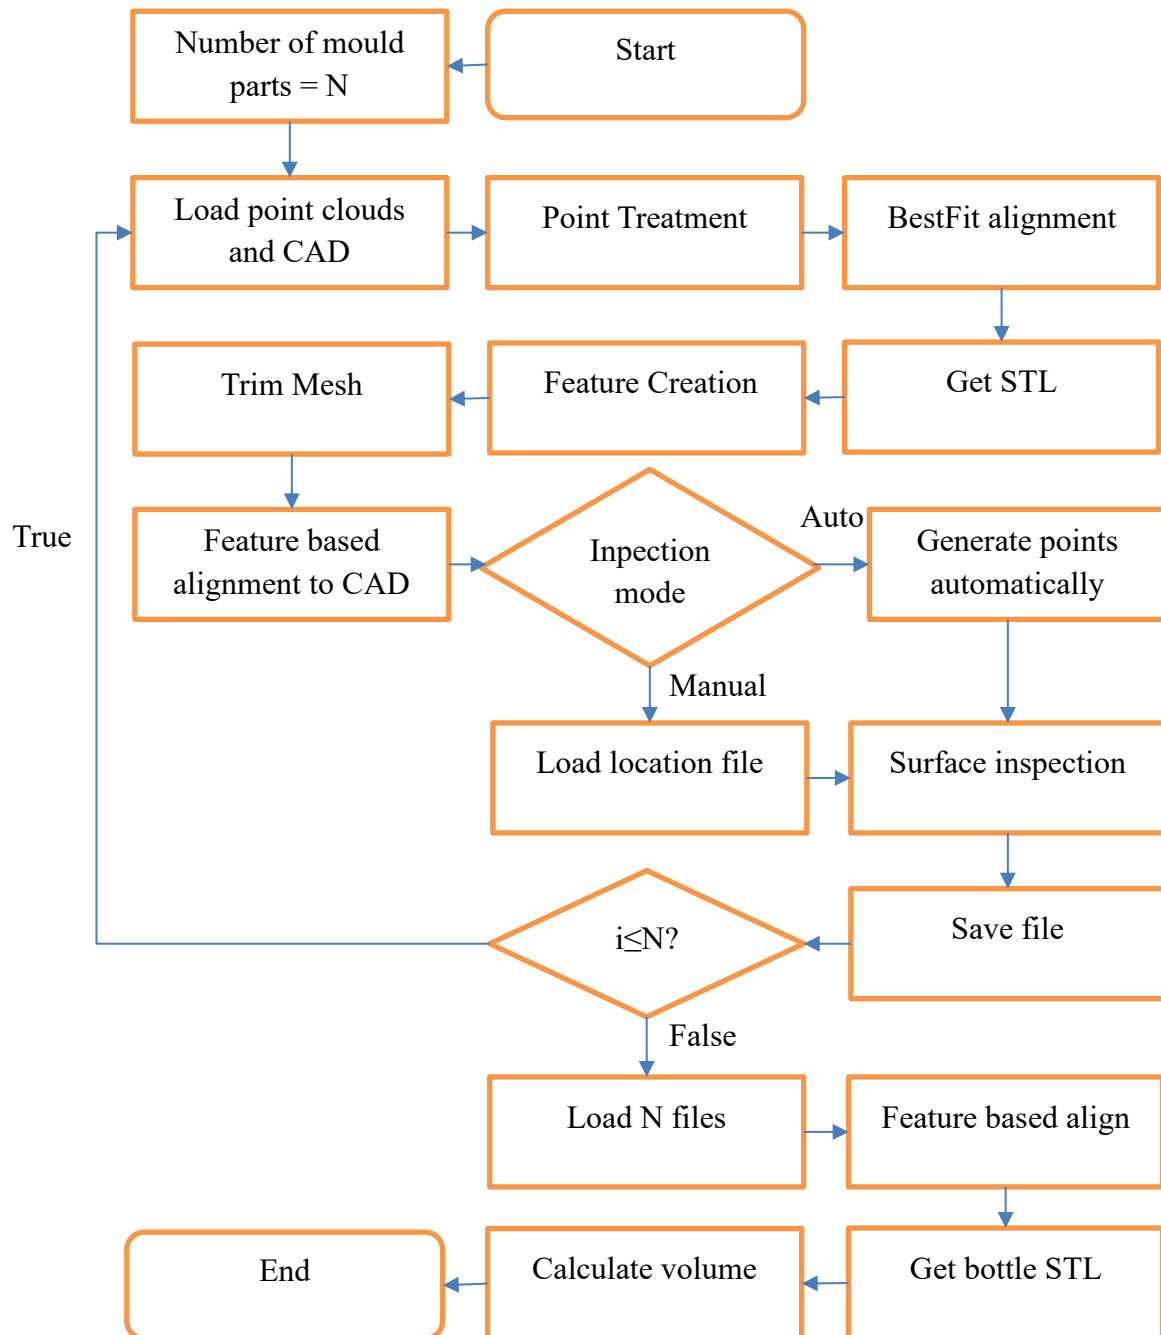 Number of mould
parts = N
Start
Load point clouds
and CAD
Point Treatment
BestFit alignment
Trim Mesh
Feature Creation
Get STL
True
Feature based
alignment to CAD
Inpection
mode
Auto
Generate points
automatically
Manual
Load location file
Surface inspection
i≤N?
Save file
False
Load N files
Feature based align
End
Calculate volume
Get bottle STL